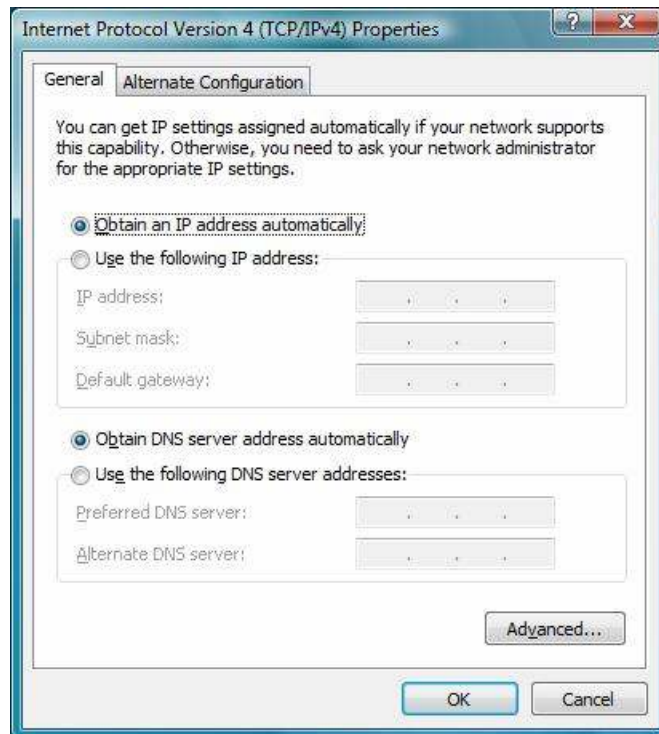 Internet Protocol Version 4 (TCP/IPv4) Properties
?
X
General
Alternate Configuration
You can get IP settings assigned automatically if your network supports
this capability. Otherwise, you need to ask your network administrator
for the appropriate IP settings.
Obtain an IP address automatically
Use the following IP address:
IP address:
. . .
Subnet mask:
. . .
Default gateway:
. . .
Obtain DNS server address automatically
Use the following DNS server addresses:
Preferred DNS server:
. . .
Alternate DNS server:
. . .
Advanced...
OK
Cancel